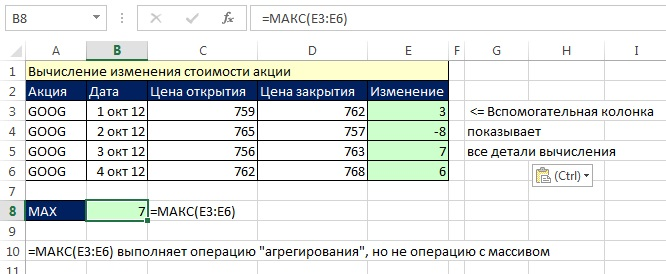 B8 fx =МАКС(E3:E6)
A B C D E F G H I
1 Вычисление изменения стоимости акции
2 Акция Дата Цена открытия Цена закрытия Изменение
3 GOOG 1 окт 12 759 762 3 <= Вспомогательная колонка
4 GOOG 2 окт 12 765 757 -8 показывает
5 GOOG 3 окт 12 756 763 7 все детали вычисления
6 GOOG 4 окт 12 762 768 6 (Ctrl)
7
8 MAX 7 =МАКС(E3:E6)
9
10 =МАКС(E3:E6) выполняет операцию "агрегирования", но не операцию с массивом
11